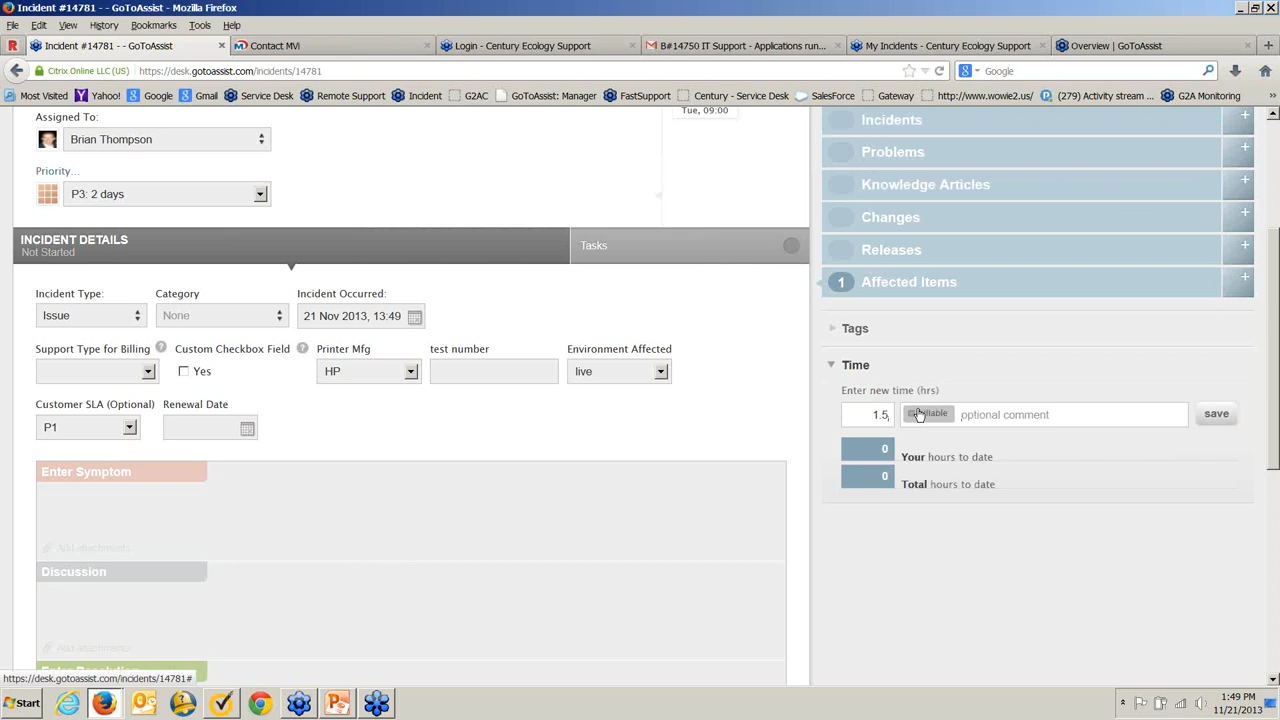 Incident #14781 - - GoToAssist - Mozilla Firefox
File Edit View History Bookmarks Tools Help
Incident #14781 - - GoToAssist
Contact MVi
Login - Century Ecology Support
B#14750 IT Support - Applications run...
My Incidents - Century Ecology Support
Overview | GoToAssist
Citrix Online LLC (US) https://desk.gotoassist.com/incidents/14781
Google
Most Visited Yahoo! Google Gmail Service Desk Remote Support Incident G2AC GoToAssist: Manager FastSupport Century - Service Desk SalesForce Gateway http://www.wowie2.us/ (279) Activity stream ... G2A Monitoring
Assigned To:
Brian Thompson
Priority...
P3: 2 days
Tue, 09:00
INCIDENT DETAILS
Not Started
Tasks
Incident Type: Category Incident Occurred:
Issue None 21 Nov 2013, 13:49
Support Type for Billing ? Custom Checkbox Field ? Printer Mfg test number Environment Affected
Yes HP live
Customer SLA (Optional) Renewal Date
P1
Enter Symptom
Add attachments
Discussion
Add attachments
Enter Resolution
Incidents +
Problems +
Knowledge Articles +
Changes +
Releases +
1 Affected Items +
Tags
Time
Enter new time (hrs)
1.5 optional comment save
0 Your hours to date
0 Total hours to date
https://desk.gotoassist.com/incidents/14781#
Start
1:49 PM
11/21/2013